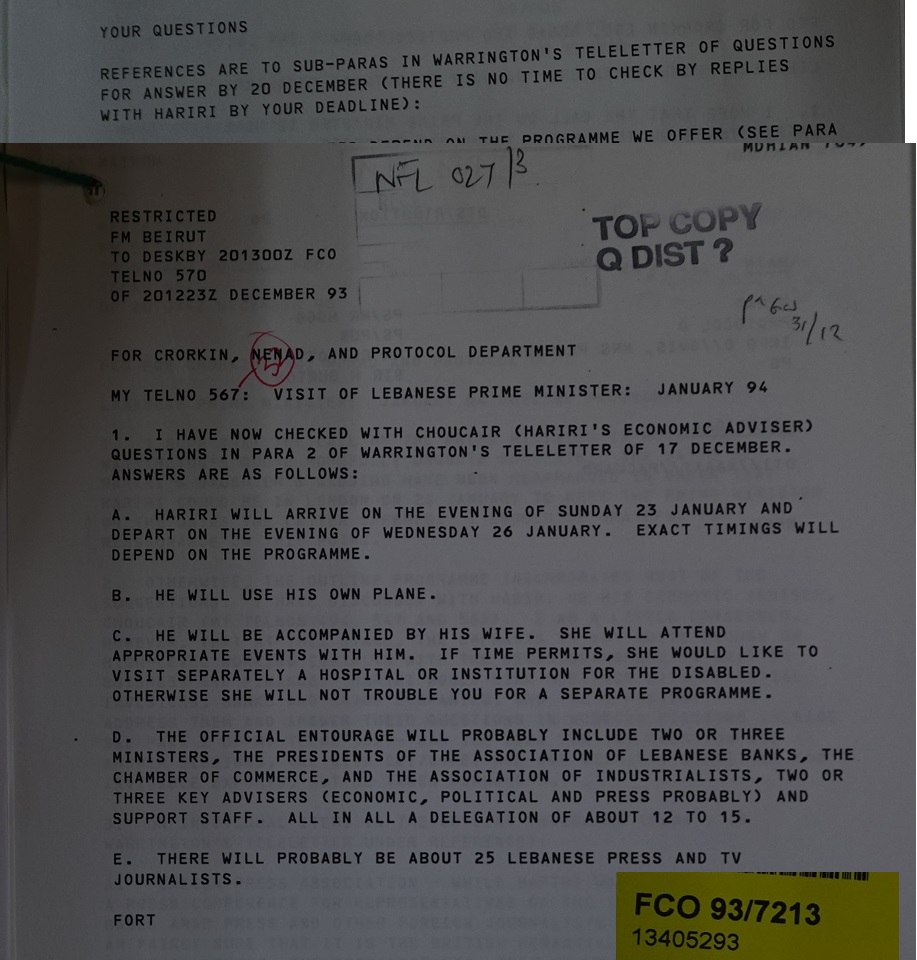 YOUR QUESTIONS
REFERENCES ARE TO SUB-PARAS IN WARRINGTON'S TELELETTER OF QUESTIONS
FOR ANSWER BY 20 DECEMBER (THERE IS NO TIME TO CHECK BY REPLIES
WITH HARIRI BY YOUR DEADLINE):
DEPEND ON THE PROGRAMME WE OFFER (SEE PARA
NFL 027/3
RESTRICTED
FM BEIRUT
TO DESKBY 201300Z FCO
TELNO 570
OF 201223Z DECEMBER 93
TOP COPY
Q DIST ?
31/12
FOR CRORKIN, NENAD, AND PROTOCOL DEPARTMENT
MY TELNO 567: VISIT OF LEBANESE PRIME MINISTER: JANUARY 94
1. I HAVE NOW CHECKED WITH CHOUCAIR (HARIRI'S ECONOMIC ADVISER)
QUESTIONS IN PARA 2 OF WARRINGTON'S TELELETTER OF 17 DECEMBER.
ANSWERS ARE AS FOLLOWS:
A. HARIRI WILL ARRIVE ON THE EVENING OF SUNDAY 23 JANUARY AND
DEPART ON THE EVENING OF WEDNESDAY 26 JANUARY. EXACT TIMINGS WILL
DEPEND ON THE PROGRAMME.
B. HE WILL USE HIS OWN PLANE.
C. HE WILL BE ACCOMPANIED BY HIS WIFE. SHE WILL ATTEND
APPROPRIATE EVENTS WITH HIM. IF TIME PERMITS, SHE WOULD LIKE TO
VISIT SEPARATELY A HOSPITAL OR INSTITUTION FOR THE DISABLED.
OTHERWISE SHE WILL NOT TROUBLE YOU FOR A SEPARATE PROGRAMME.
D. THE OFFICIAL ENTOURAGE WILL PROBABLY INCLUDE TWO OR THREE
MINISTERS, THE PRESIDENTS OF THE ASSOCIATION OF LEBANESE BANKS, THE
CHAMBER OF COMMERCE, AND THE ASSOCIATION OF INDUSTRIALISTS, TWO OR
THREE KEY ADVISERS (ECONOMIC, POLITICAL AND PRESS PROBABLY) AND
SUPPORT STAFF. ALL IN ALL A DELEGATION OF ABOUT 12 TO 15.
E. THERE WILL PROBABLY BE ABOUT 25 LEBANESE PRESS AND TV
JOURNALISTS.
FORT
FCO 93/7213
13405293